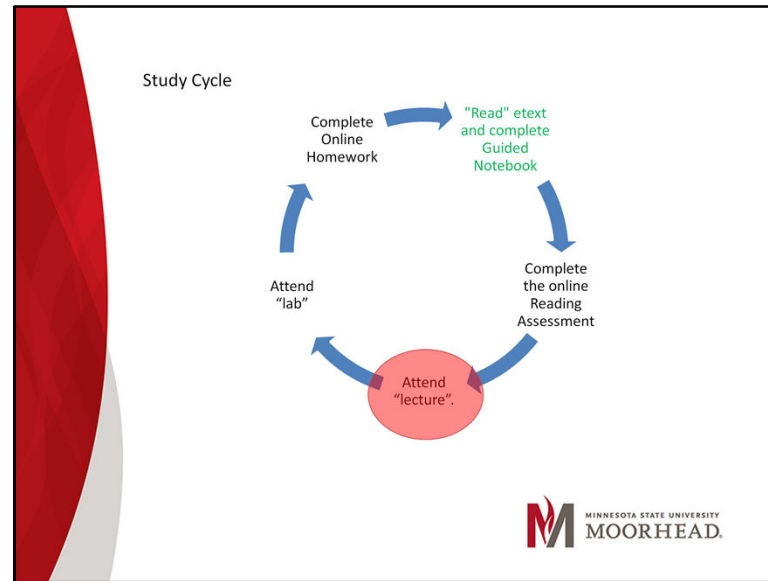 Study Cycle
Complete
Online
Homework
"Read" etext
and complete
Guided
Notebook
Complete
the online
Reading
Assessment
Attend
“lecture”.
Attend
“lab”
MINNESOTA STATE UNIVERSITY
MOORHEAD.